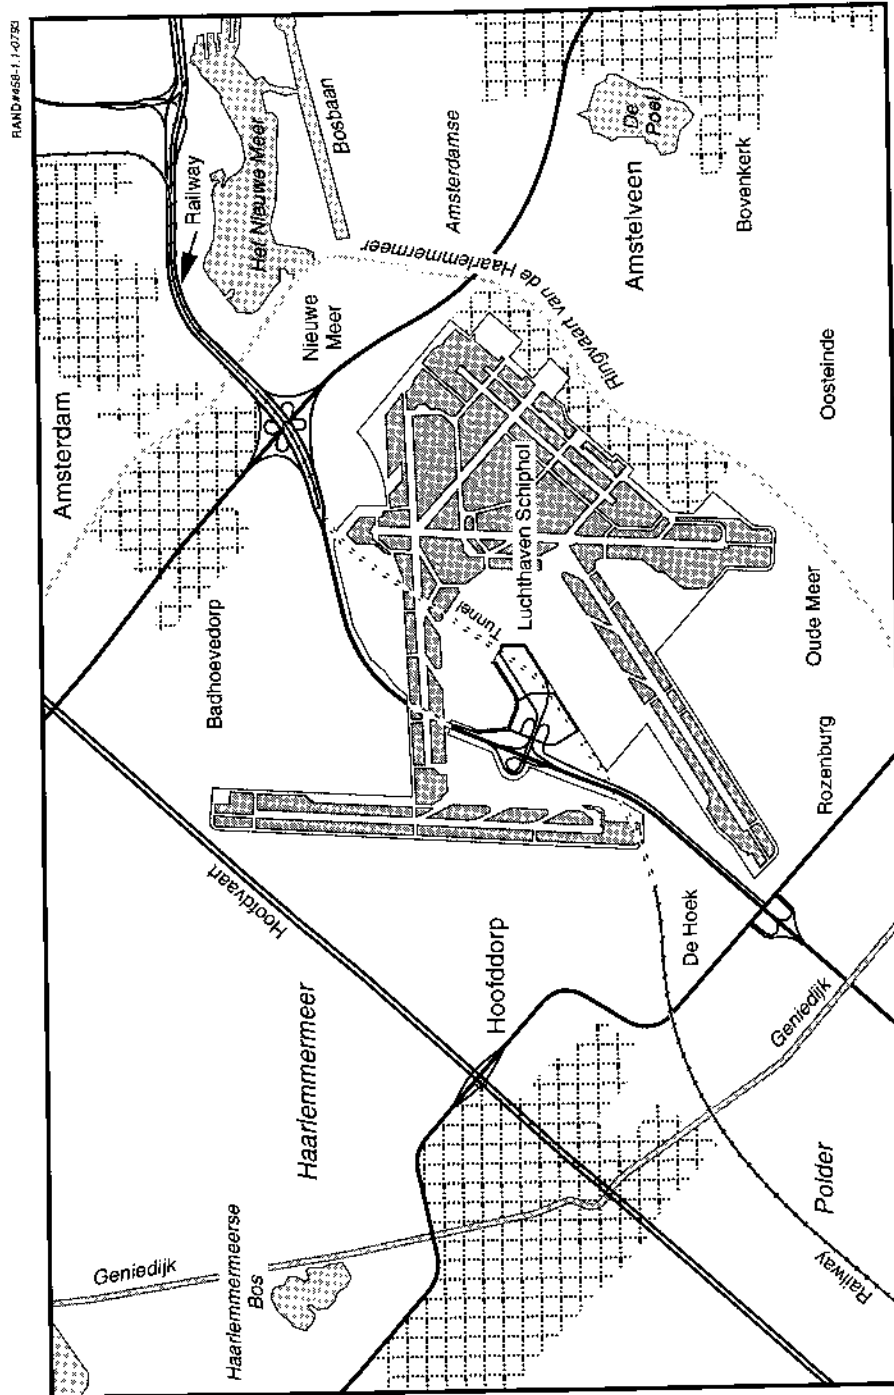 RAND#458-1.1-0793
Amsterdam
Geniedijk
Railway
Badhoevedorp
Haarlemmermeerse
Bos
Hoofdvaart
Het Nieuwe Meer
Haarlemmermeer
Nieuwe
Meer
Bosbaan
Ringvaart van de Haarlemmermeer
Amsterdamse
Tunnel
Hoofddorp
Luchthaven Schiphol
Amstelveen
De
Poel
De Hoek
Bovenkerk
Geniedijk
Polder
Rozenburg
Oude Meer
Oosteinde
Railway